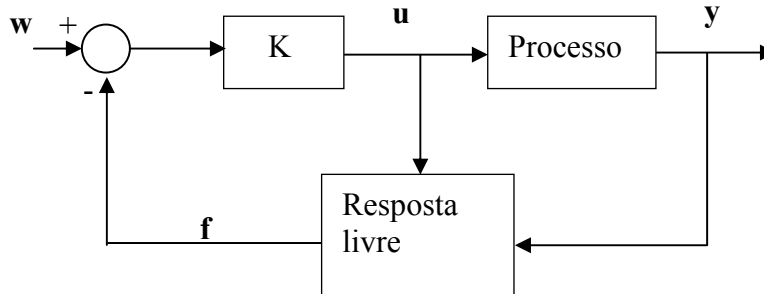 w
+
-
K
u
Processo
y
Resposta
livre
f